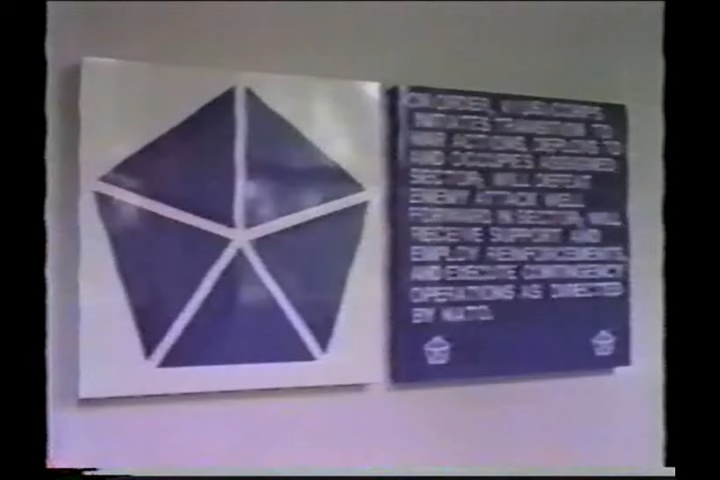 ON ORDER, V (US) CORPS
INITIATES TRANSITION TO
WAR ACTIONS, DEPLOYS TO
AND OCCUPIES ASSIGNED
SECTOR, WILL DEFEAT
ENEMY ATTACK WELL
FORWARD IN SECTOR, WILL
RECEIVE SUPPORT AND
EMPLOY REINFORCEMENTS,
AND EXECUTE CONTINGENCY
OPERATIONS AS DIRECTED
BY NATO.